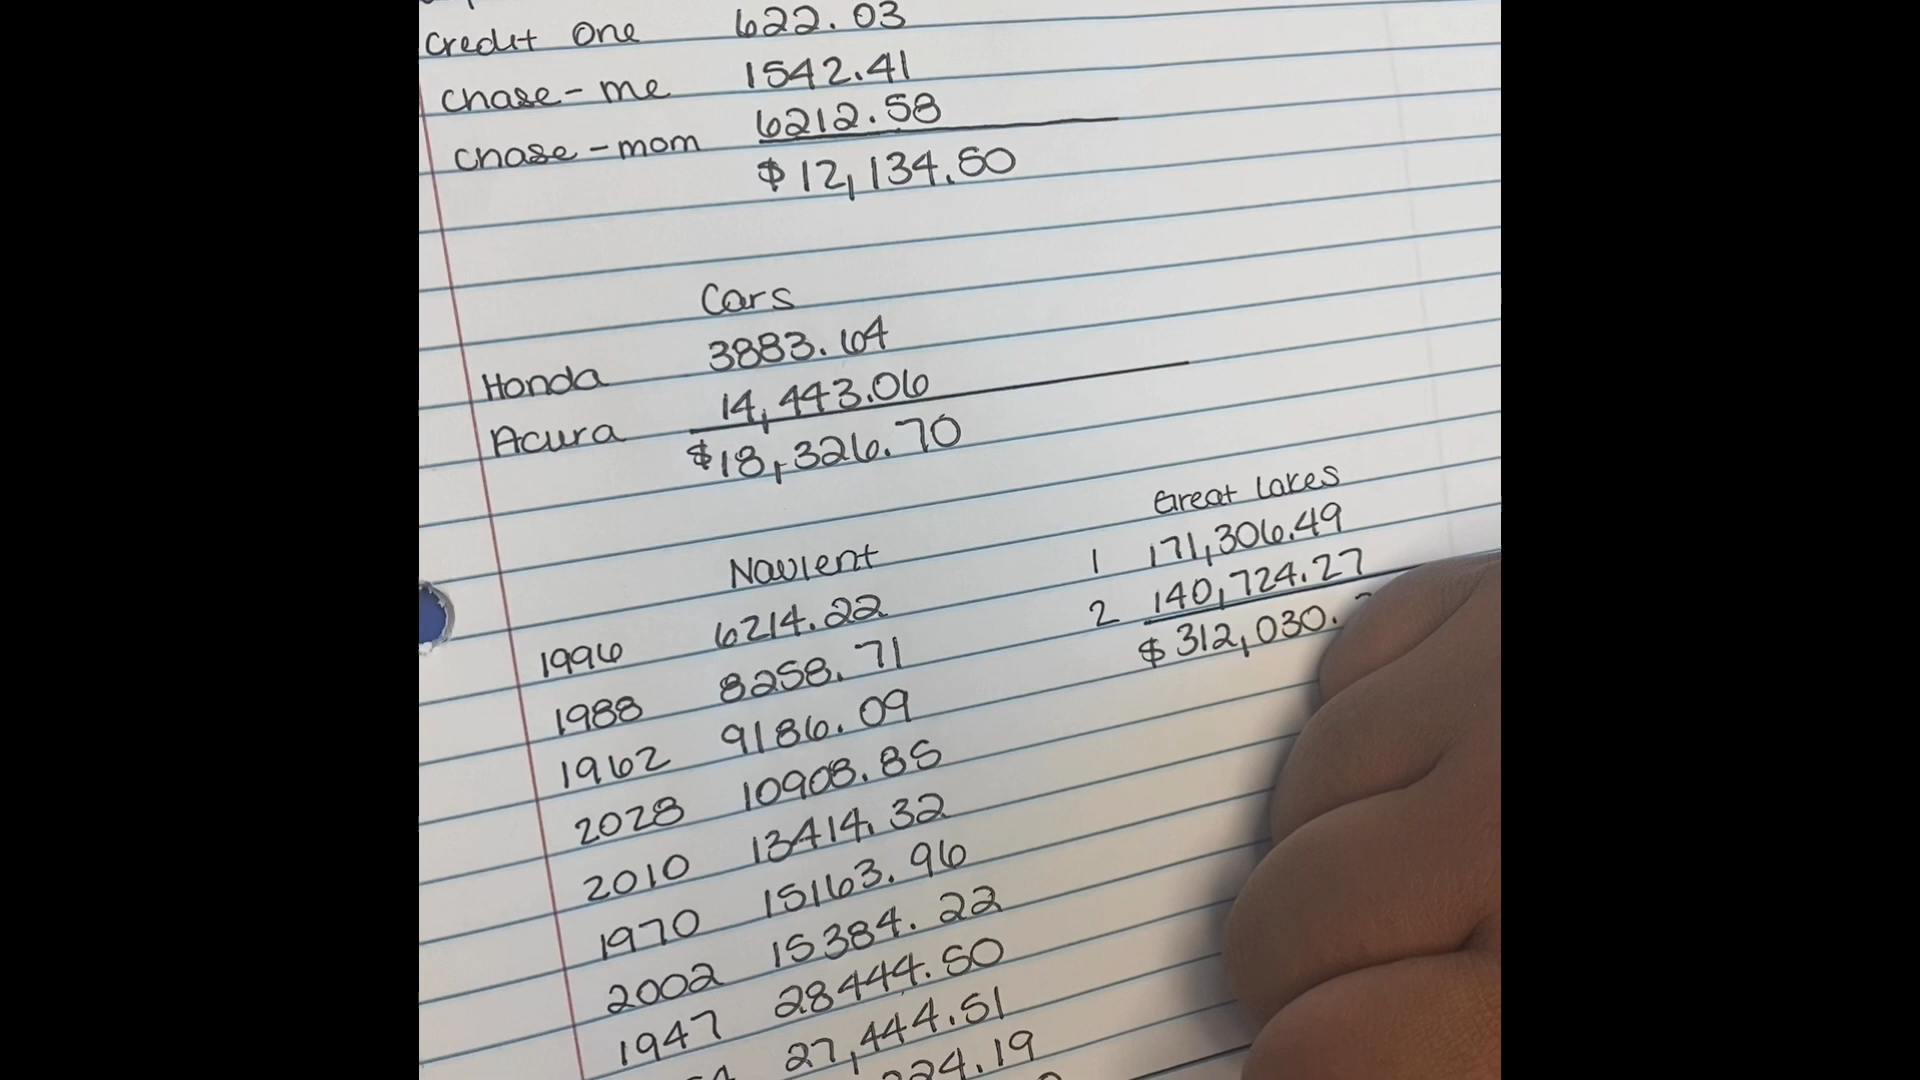 Credit One 622.03
Chase-me 1542.41
Chase-mom 6212.58
$12,134.50
Cars
Honda 3883.64
Acura 14,443.06
$18,326.70
Navient
1996 6214.22
1988 8258.71
1962 9186.09
2028 10908.85
2010 13414.32
1970 15163.96
2002 15384.22
1947 28444.50
27,444.51
224.19
Great Lakes
1 171,306.49
2 140,724.27
$312,030.